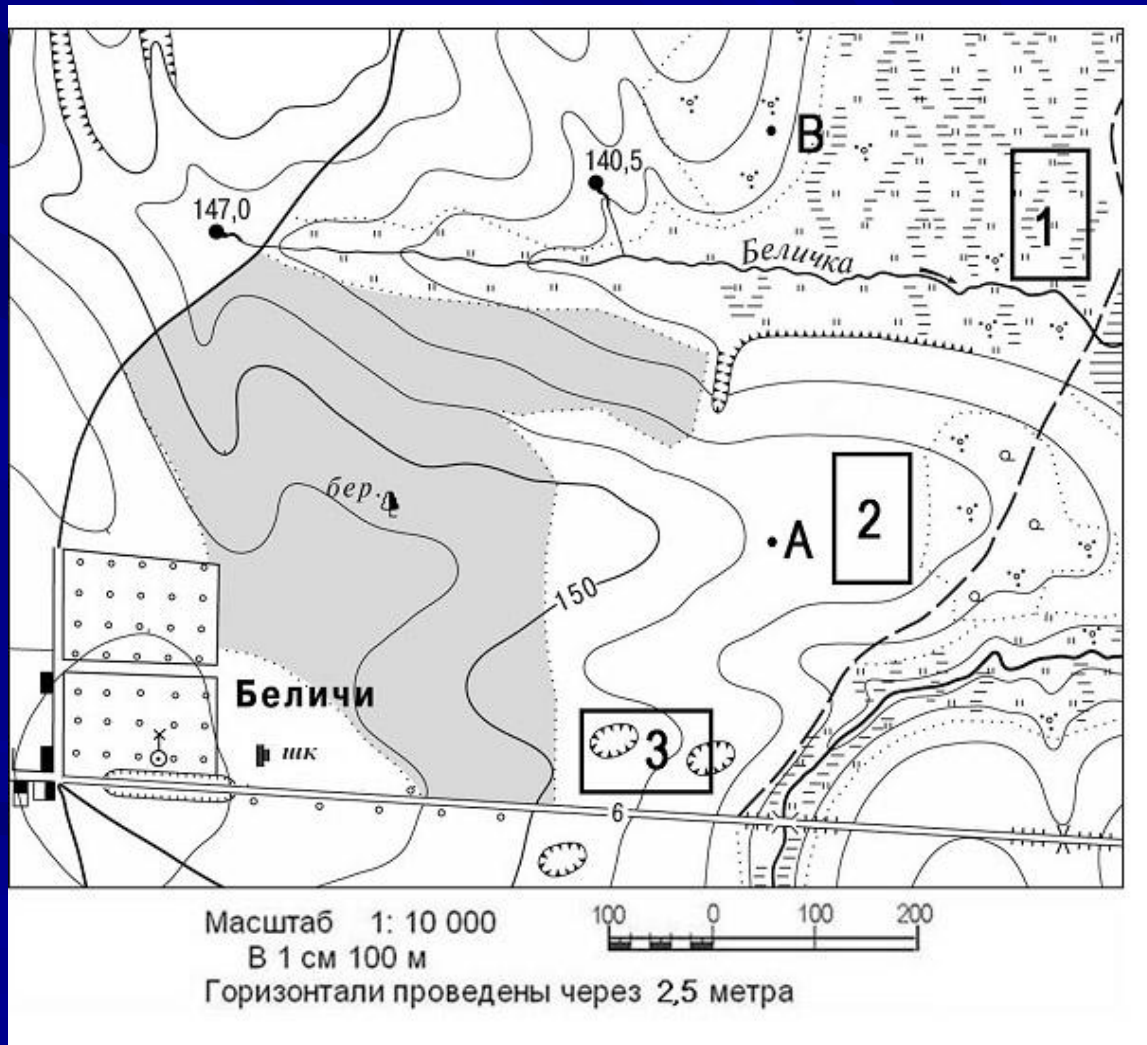 В
140,5
147,0
1
Беличка
бер.
2
А
150
Беличи
шк
3
6
Масштаб 1: 10 000
100 0 100 200
В 1 см 100 м
Горизонтали проведены через 2,5 метра